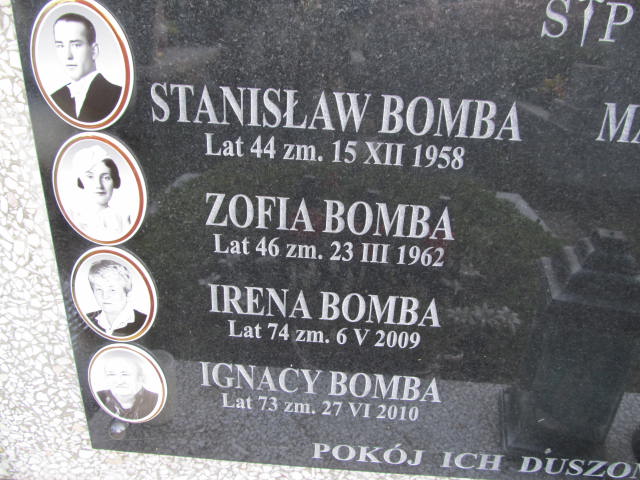 Ś†P
STANISŁAW BOMBA
Lat 44 zm. 15 XII 1958
ZOFIA BOMBA
Lat 46 zm. 23 III 1962
IRENA BOMBA
Lat 74 zm. 6 V 2009
IGNACY BOMBA
Lat 73 zm. 27 VI 2010
POKÓJ ICH DUSZOM